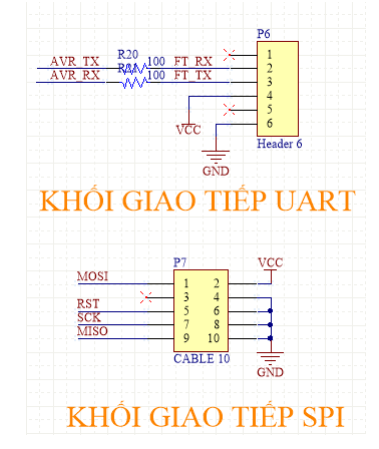 P6
R20
AVR_TX 100 FT_RX 1
AVR_RX 100 FT_TX 2
3
4
5
VCC 6
Header 6
GND
KHỐI GIAO TIẾP UART
P7 VCC
MOSI 1 2
3 4
RST 5 6
SCK 7 8
MISO 9 10
CABLE 10
GND
KHỐI GIAO TIẾP SPI